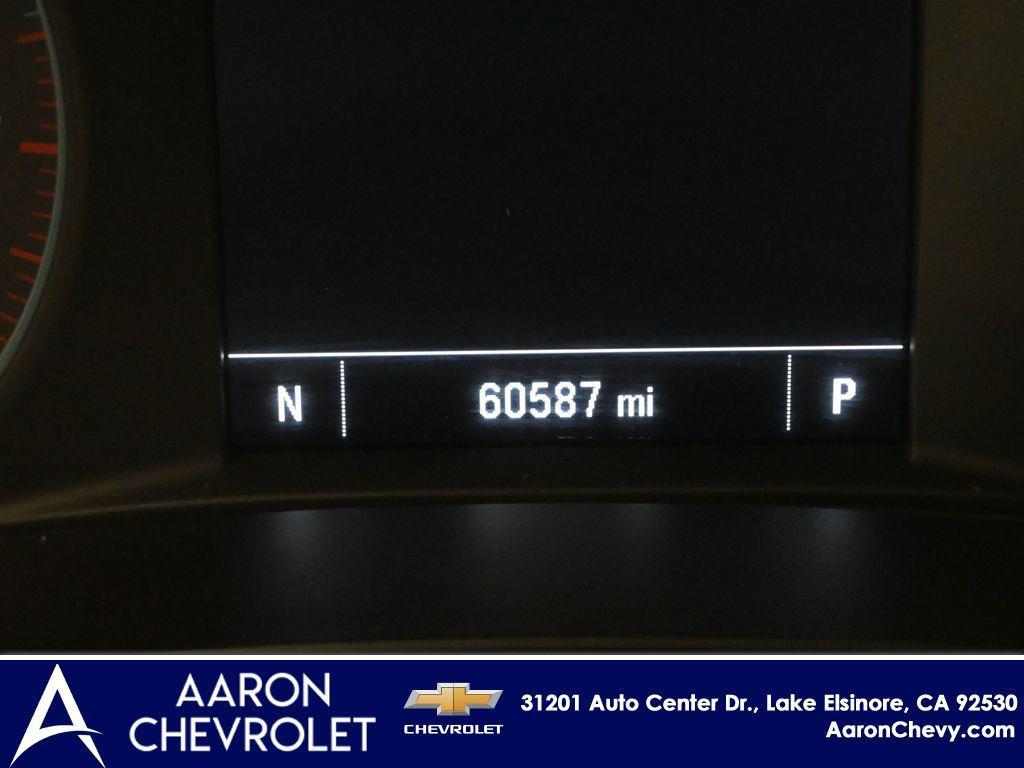 N 60587 mi P
AARON
CHEVROLET
CHEVROLET
31201 Auto Center Dr., Lake Elsinore, CA 92530
AaronChevy.com